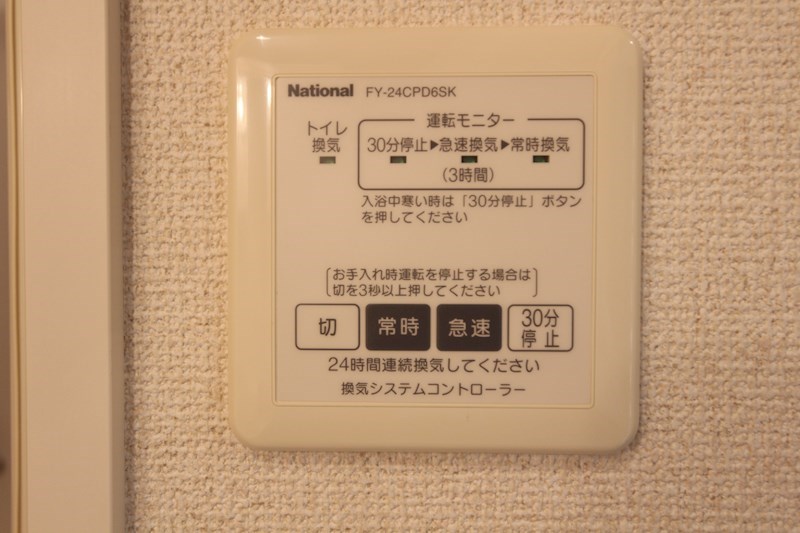 National FY-24CPD6SK
運転モニター
トイレ
換気
30分停止▶急速換気▶常時換気
(3時間)
入浴中寒い時は「30分停止」ボタン
を押してください
お手入れ時運転を停止する場合は
切を3秒以上押してください
切 常時 急速 30分
停止
24時間連続換気してください
換気システムコントローラー